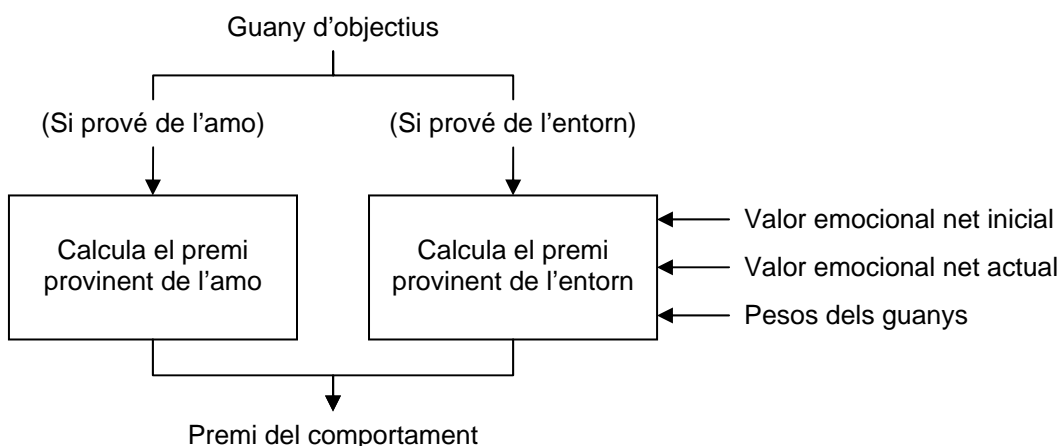 Guany d’objectius
(Si prové de l’amo)
(Si prové de l’entorn)
Calcula el premi
provinent de l’amo
Calcula el premi
provinent de l’entorn
Valor emocional net inicial
Valor emocional net actual
Pesos dels guanys
Premi del comportament